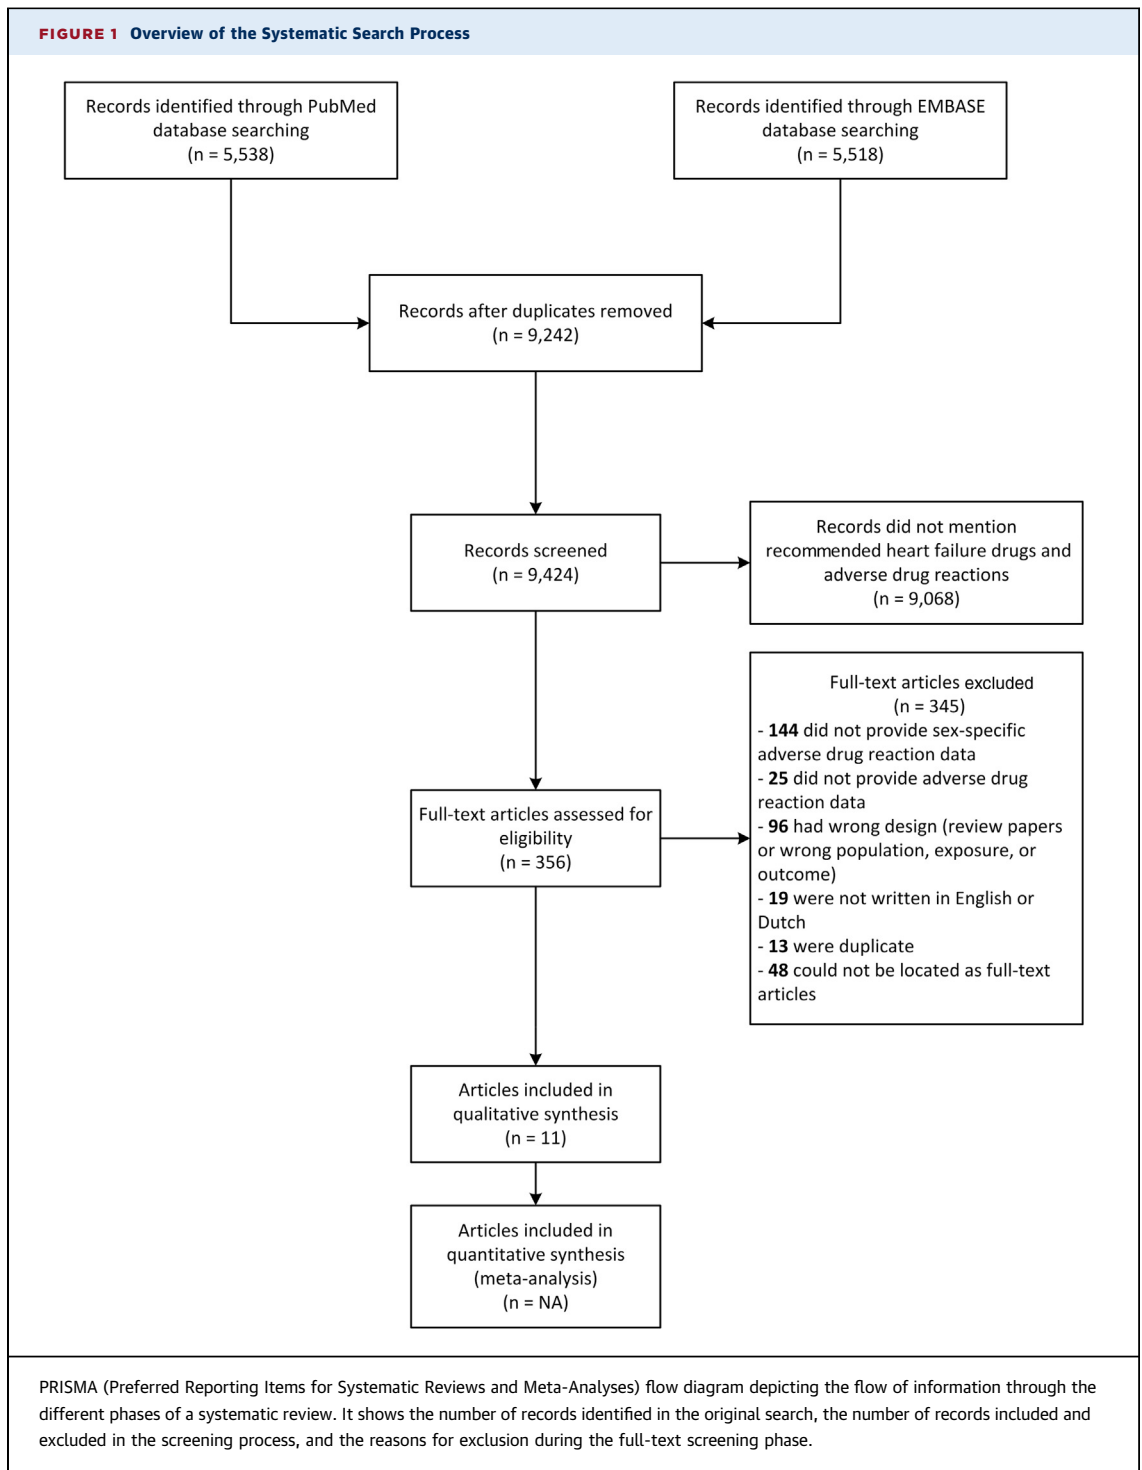 FIGURE 1 Overview of the Systematic Search Process
Records identified through PubMed
database searching
(n = 5,538)
Records identified through EMBASE
database searching
(n = 5,518)
Records after duplicates removed
(n = 9,242)
Records screened
(n = 9,424)
Records did not mention
recommended heart failure drugs and
adverse drug reactions
(n = 9,068)
Full-text articles assessed for
eligibility
(n = 356)
Full-text articles excluded
(n = 345)
- 144 did not provide sex-specific
adverse drug reaction data
- 25 did not provide adverse drug
reaction data
- 96 had wrong design (review papers
or wrong population, exposure, or
outcome)
- 19 were not written in English or
Dutch
- 13 were duplicate
- 48 could not be located as full-text
articles
Articles included in
qualitative synthesis
(n = 11)
Articles included in
quantitative synthesis
(meta-analysis)
(n = NA)
PRISMA (Preferred Reporting Items for Systematic Reviews and Meta-Analyses) flow diagram depicting the flow of information through the
different phases of a systematic review. It shows the number of records identified in the original search, the number of records included and
excluded in the screening process, and the reasons for exclusion during the full-text screening phase.